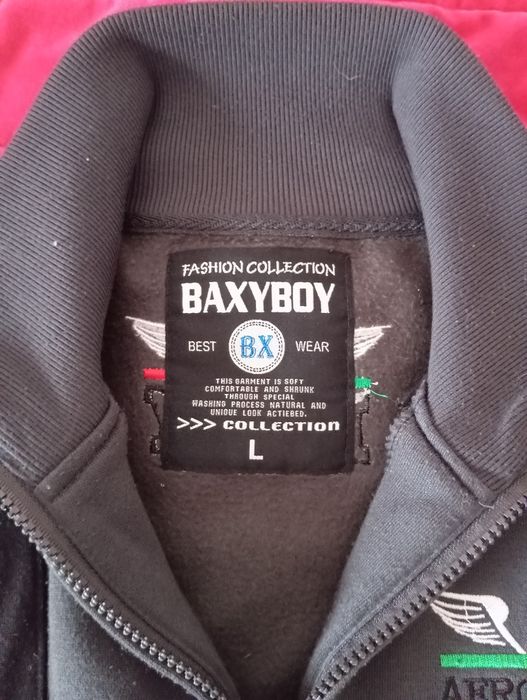 FASHION COLLECTION
BAXYBOY
BEST BX WEAR
THIS GARMENT IS SOFT
COMFORTABLE AND SHRUNK
THROUGH SPECIAL
WASHING PROCESS NATURAL AND
UNIQUE LOOK ACTIEBED.
>>> COLLECTION
L